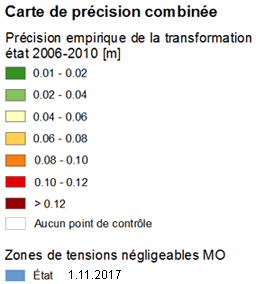 Carte de précision combinée
Précision empirique de la transformation
état 2006-2010 [m]
0.01 - 0.02
0.02 - 0.04
0.04 - 0.06
0.06 - 0.08
0.08 - 0.10
0.10 - 0.12
> 0.12
Aucun point de contrôle
Zones de tensions négligeables MO
État 1.11.2017